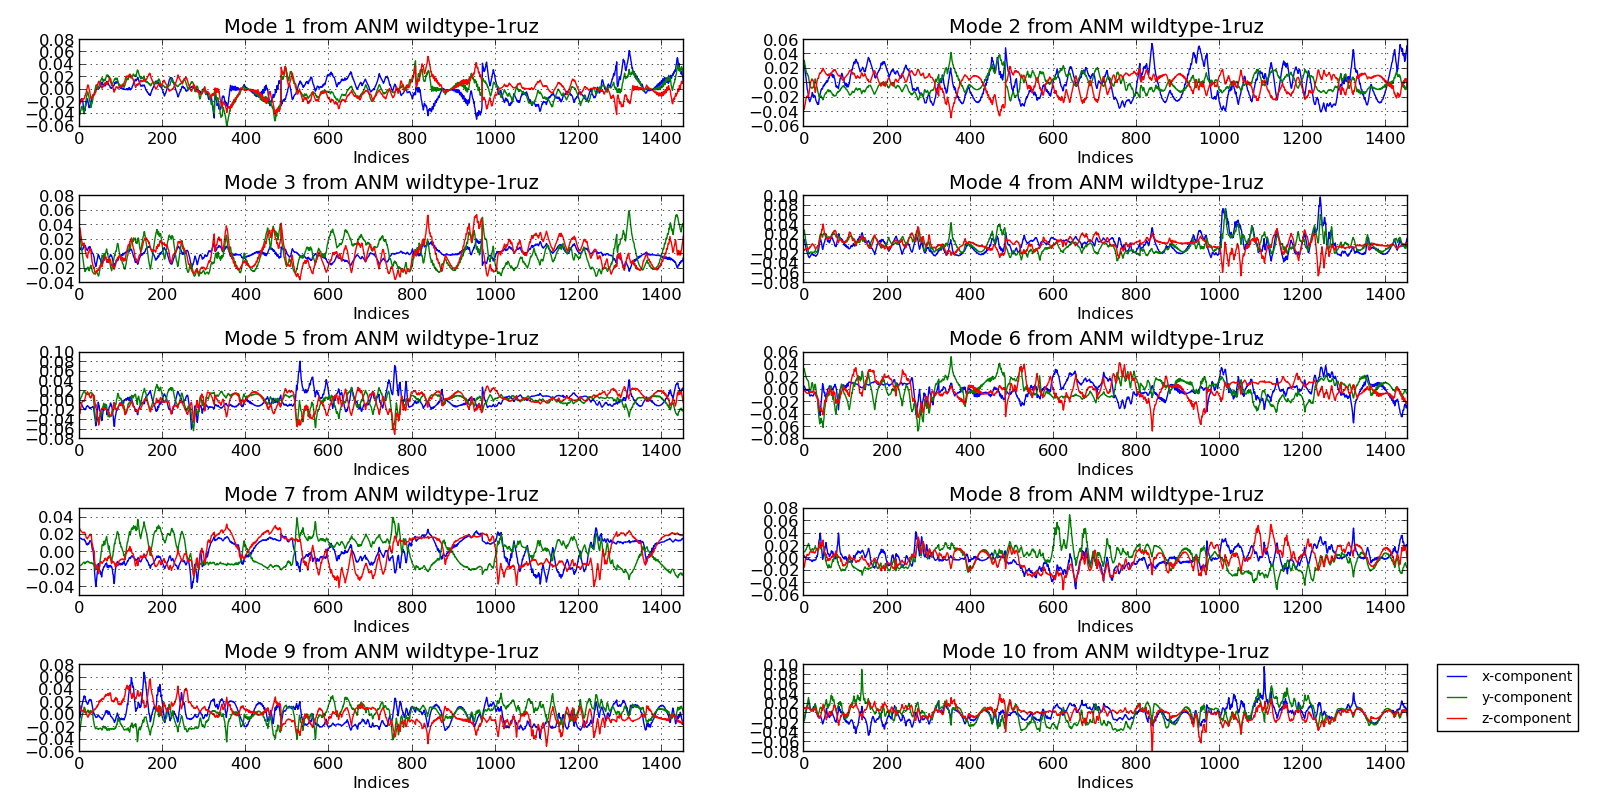 Mode 1 from ANM wildtype-1ruz
0.08
0.06
0.04
0.02
0.00
−0.02
−0.04
−0.06
0 200 400 600 800 1000 1200 1400
Indices
Mode 2 from ANM wildtype-1ruz
0.06
0.04
0.02
0.00
−0.02
−0.04
−0.06
0 200 400 600 800 1000 1200 1400
Indices
Mode 3 from ANM wildtype-1ruz
0.08
0.06
0.04
0.02
0.00
−0.02
−0.04
0 200 400 600 800 1000 1200 1400
Indices
Mode 4 from ANM wildtype-1ruz
0.10
0.08
0.06
0.04
0.02
0.00
−0.02
−0.04
−0.06
−0.08
0 200 400 600 800 1000 1200 1400
Indices
Mode 5 from ANM wildtype-1ruz
0.10
0.08
0.06
0.04
0.02
0.00
−0.02
−0.04
−0.06
−0.08
0 200 400 600 800 1000 1200 1400
Indices
Mode 6 from ANM wildtype-1ruz
0.06
0.04
0.02
0.00
−0.02
−0.04
−0.06
−0.08
0 200 400 600 800 1000 1200 1400
Indices
Mode 7 from ANM wildtype-1ruz
0.04
0.02
0.00
−0.02
−0.04
0 200 400 600 800 1000 1200 1400
Indices
Mode 8 from ANM wildtype-1ruz
0.08
0.06
0.04
0.02
0.00
−0.02
−0.04
−0.06
0 200 400 600 800 1000 1200 1400
Indices
Mode 9 from ANM wildtype-1ruz
0.08
0.06
0.04
0.02
0.00
−0.02
−0.04
−0.06
0 200 400 600 800 1000 1200 1400
Indices
Mode 10 from ANM wildtype-1ruz
0.10
0.08
0.06
0.04
0.02
0.00
−0.02
−0.04
−0.06
−0.08
0 200 400 600 800 1000 1200 1400
Indices
x-component
y-component
z-component